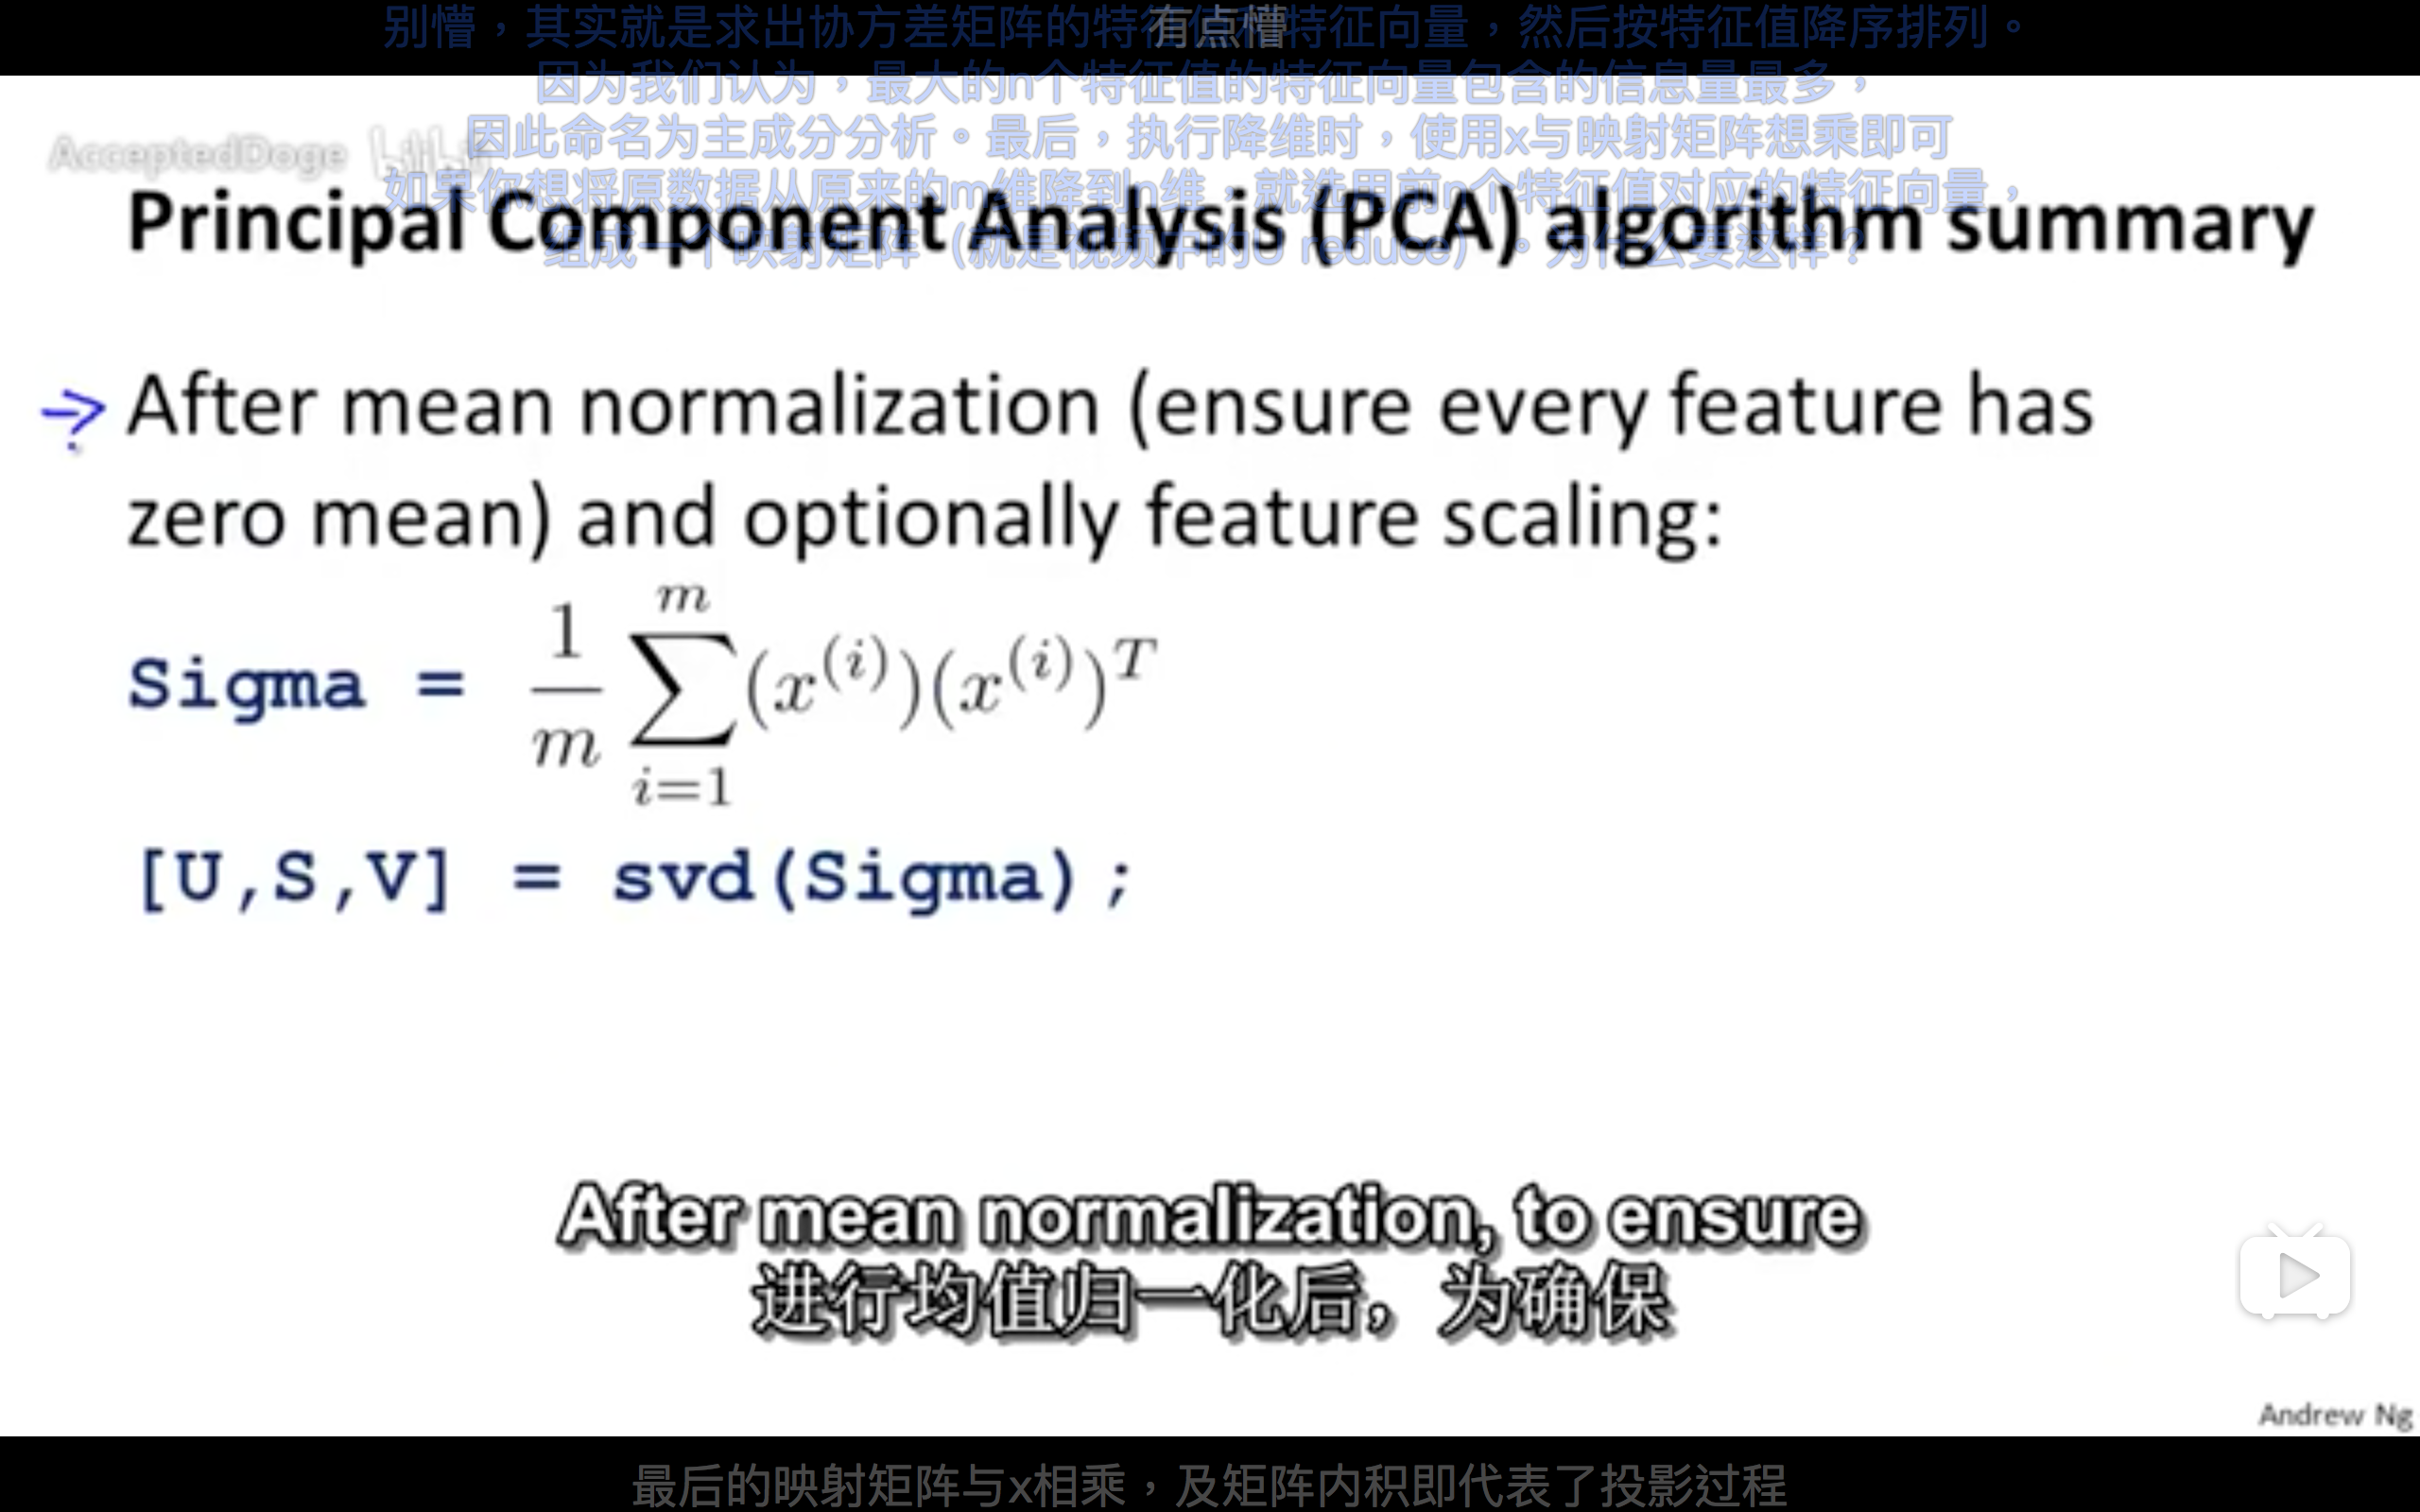 别懵，其实就是求出协方差矩阵的特征向量，然后按特征值降序排列。
有点懵
因为我们认为，最大的n个特征值的特征向量包含的信息量最多，
因此命名为主成分分析。最后，执行降维时，使用x与映射矩阵想乘即可
AcceptedDoge bilibili
如果你想将原数据从原来的m维降到n维，就选用前n个特征值对应的特征向量，
Principal Component Analysis (PCA) algorithm summary
组成一个映射矩阵（就是视频中的U reduce）。为什么要这样？
After mean normalization (ensure every feature has
zero mean) and optionally feature scaling:
Sigma = \frac{1}{m} \sum_{i=1}^{m} (x^{(i)})(x^{(i)})^T
[U,S,V] = svd(Sigma);
After mean normalization, to ensure
进行均值归一化后，为确保
Andrew Ng
最后的映射矩阵与x相乘，及矩阵内积即代表了投影过程